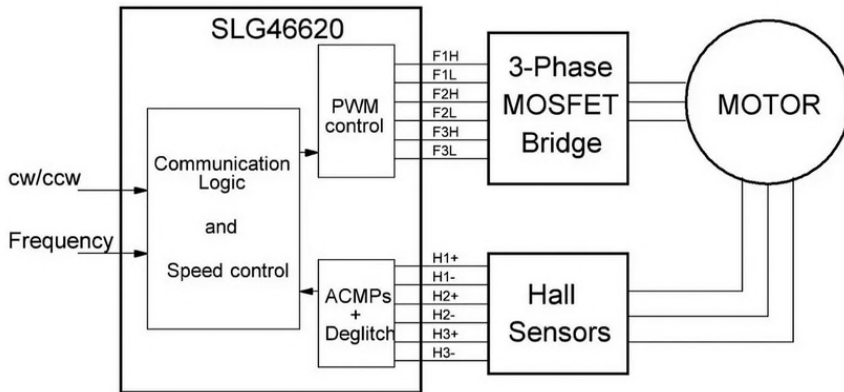 SLG46620
PWM
control
F1H
F1L
F2H
F2L
F3H
F3L
3-Phase
MOSFET
Bridge
MOTOR
cw/ccw
Frequency
Communication
Logic
and
Speed control
ACMPs
+
Deglitch
H1+
H1-
H2+
H2-
H3+
H3-
Hall
Sensors